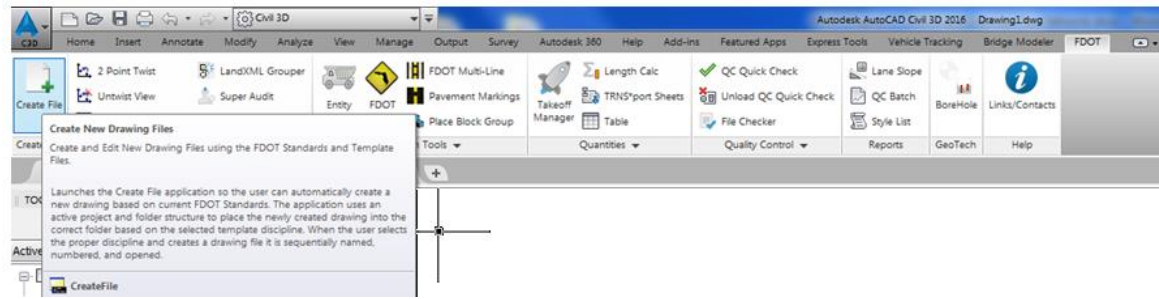 Civil 3D
Autodesk AutoCAD Civil 3D 2016 Drawing1.dwg
C3D Home Insert Annotate Modify Analyze View Manage Output Survey Autodesk 360 Help Add-ins Featured Apps Express Tools Vehicle Tracking Bridge Modeler FDOT
2 Point Twist LandXML Grouper FDOT Multi-Line Length Calc QC Quick Check Lane Slope
Create File Untwist View Super Audit Entity FDOT Pavement Markings Takeoff Manager TRNS*port Sheets Unload QC Quick Check QC Batch BoreHole Links/Contacts
Place Block Group Table File Checker Style List
Tools Quantities Quality Control Reports GeoTech Help
Create New Drawing Files
Create and Edit New Drawing Files using the FDOT Standards and Template
Files.
Launches the Create File application so the user can automatically create a
new drawing based on current FDOT Standards. The application uses an
active project and folder structure to place the newly created drawing into the
correct folder based on the selected template discipline. When the user selects
the proper discipline and creates a drawing file it is sequentially named,
numbered, and opened.
Active
CreateFile